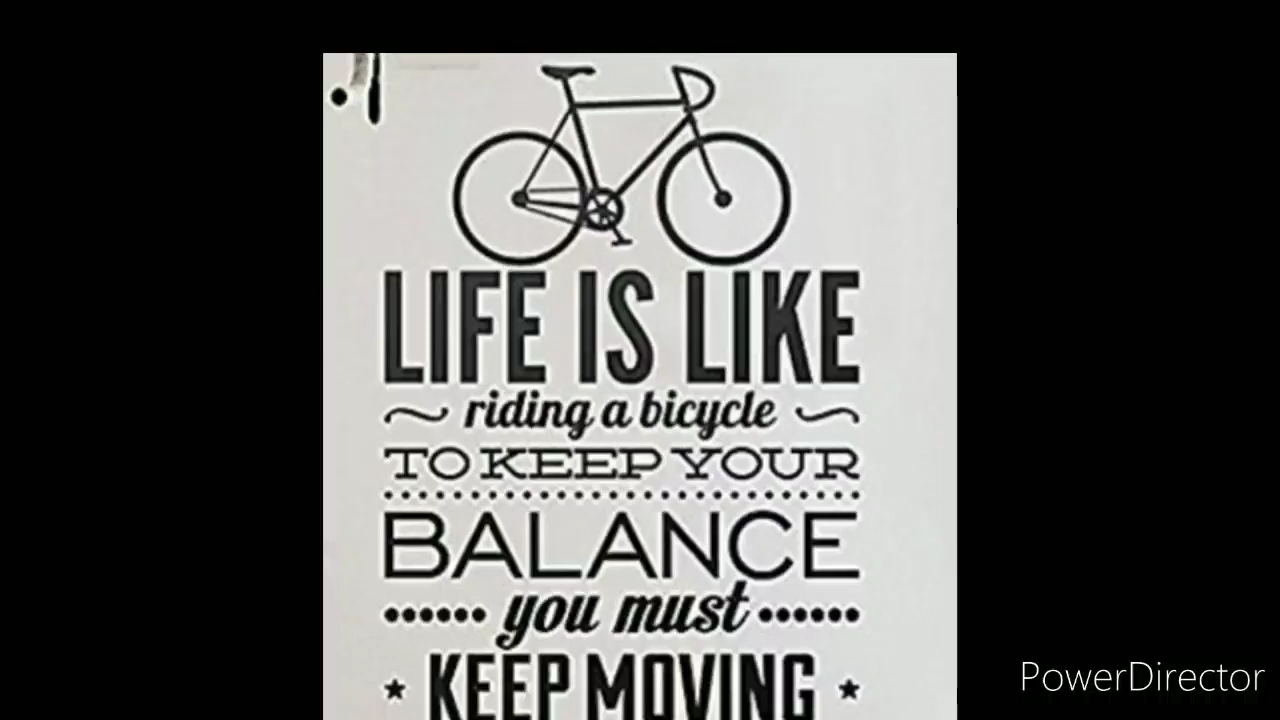 LIFE IS LIKE
riding a bicycle
TO KEEP YOUR
BALANCE
you must
KEEP MOVING
PowerDirector